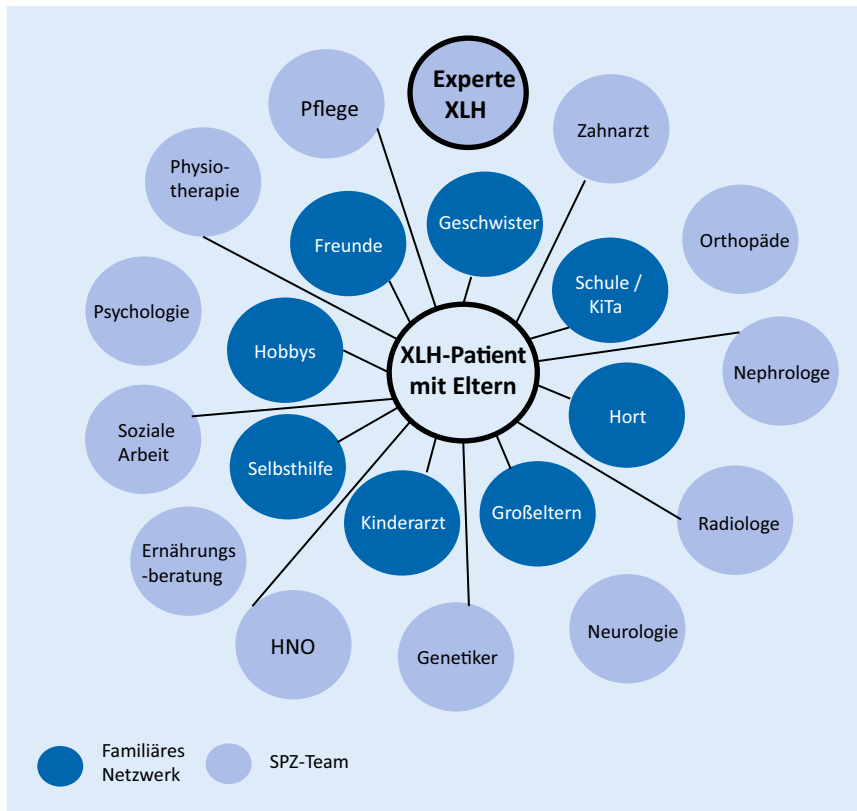 Experte
XLH
Pflege
Zahnarzt
Physio-
therapie
Geschwister
Freunde
Orthopäde
Schule /
KiTa
Psychologie
Hobbys
XLH-Patient
mit Eltern
Nephrologe
Hort
Soziale
Arbeit
Selbsthilfe
Kinderarzt
Großeltern
Radiologe
Ernährungs
-beratung
HNO
Genetiker
Neurologie
Familiäres
Netzwerk
SPZ-Team